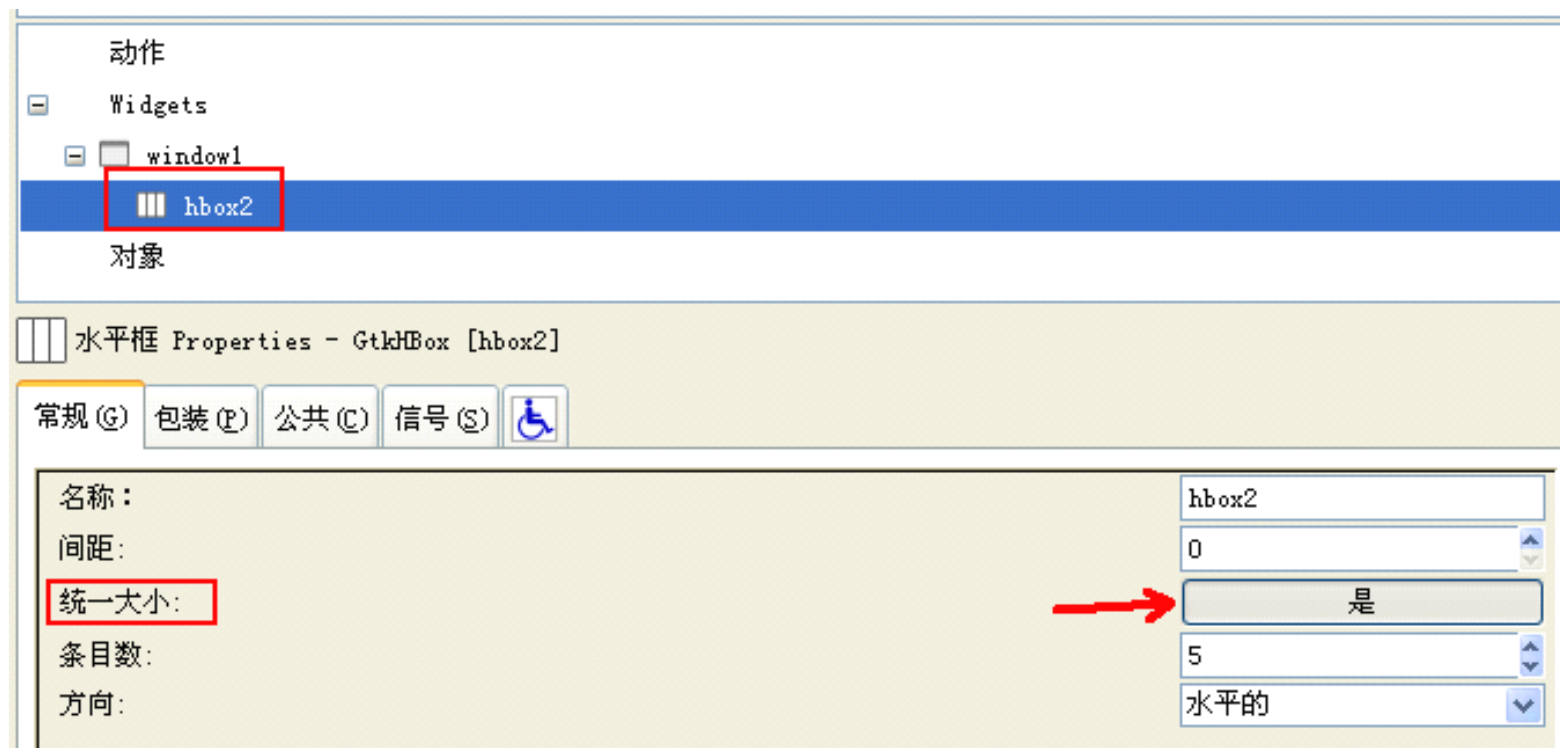 动作
Widgets
window1
hbox2
对象
水平框 Properties - GtkHBox [hbox2]
常规(G) 包装(P) 公共(C) 信号(S)
名称: hbox2
间距: 0
统一大小: 是
条目数: 5
方向: 水平的